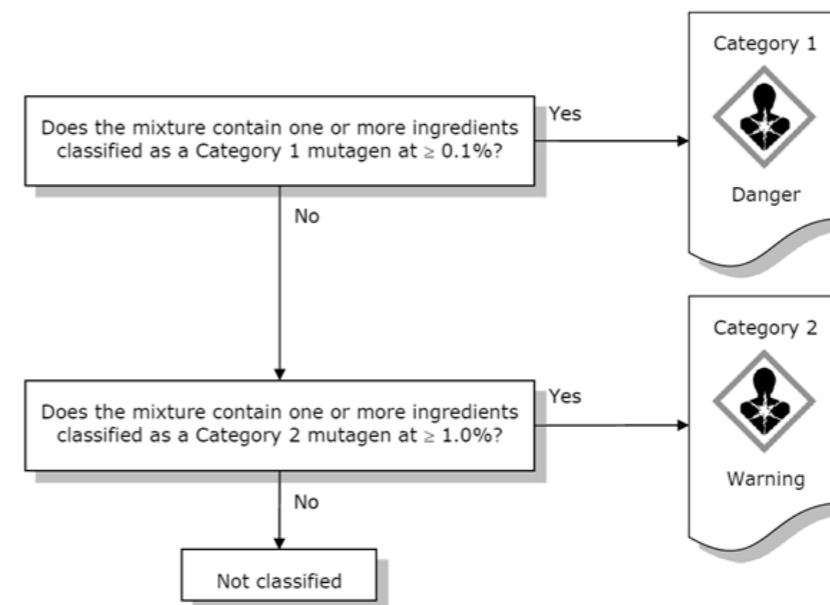 Category 1
Does the mixture contain one or more ingredients
classified as a Category 1 mutagen at ≥ 0.1%?
Yes
Danger
No
Category 2
Does the mixture contain one or more ingredients
classified as a Category 2 mutagen at ≥ 1.0%?
Yes
Warning
No
Not classified